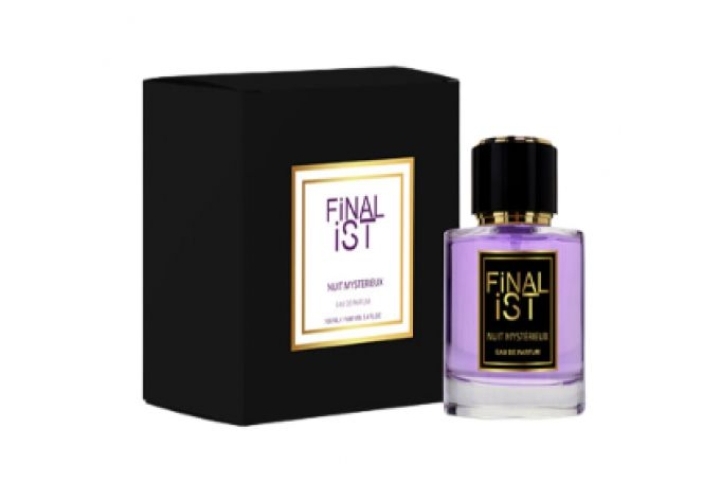 FiNAL
iST
NUIT MYSTERIEUX
EAU DE PARFUM
FiNAL
iST
NUIT MYSTERIEUX
EAU DE PARFUM